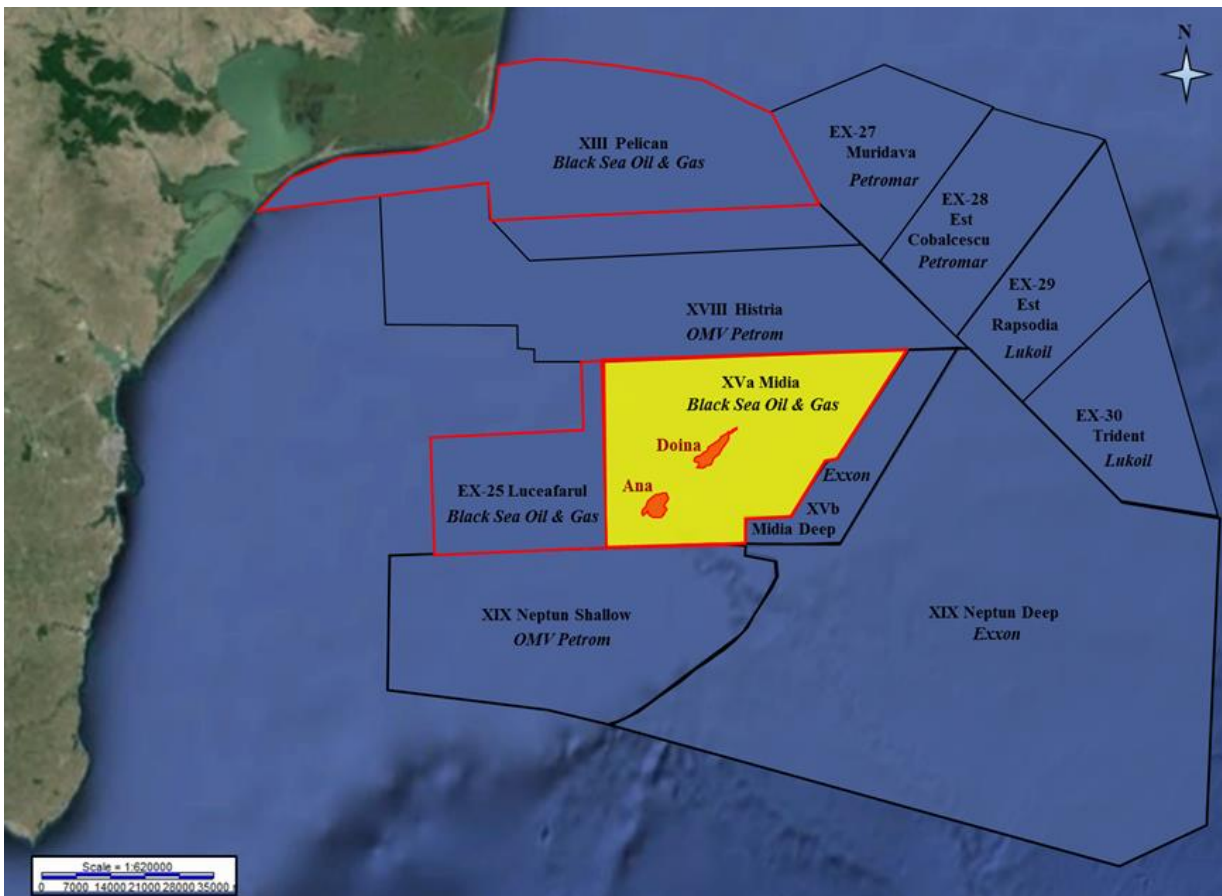 N
XIII Pelican
Black Sea Oil & Gas
EX-27
Muridava
Petromar
EX-28
Est
Cobalcescu
Petromar
EX-29
Est
Rapsodia
Lukoil
XVIII Histria
OMV Petrom
XVa Midia
Black Sea Oil & Gas
Doina
Ana
EX-30
Trident
Lukoil
Exxon
XVb
Midia Deep
EX-25 Luceafarul
Black Sea Oil & Gas
XIX Neptun Shallow
OMV Petrom
XIX Neptun Deep
Exxon
Scale = 1:620000
0 7000 14000 21000 28000 35000